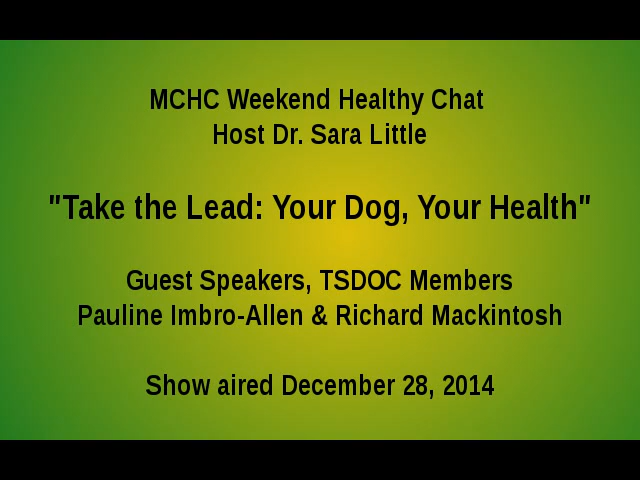 MCHC Weekend Healthy Chat
Host Dr. Sara Little
"Take the Lead: Your Dog, Your Health"
Guest Speakers, TSDOC Members
Pauline Imbro-Allen & Richard Mackintosh
Show aired December 28, 2014